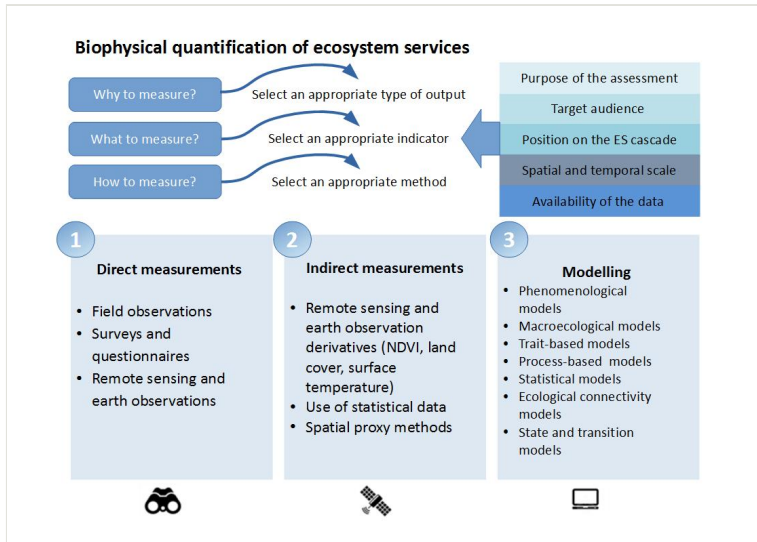 Biophysical quantification of ecosystem services
Why to measure?
Select an appropriate type of output
What to measure?
Select an appropriate indicator
How to measure?
Select an appropriate method
Purpose of the assessment
Target audience
Position on the ES cascade
Spatial and temporal scale
Availability of the data
1
Direct measurements
• Field observations
• Surveys and
questionnaires
• Remote sensing and
earth observations
2
Indirect measurements
• Remote sensing and
earth observation
derivatives (NDVI, land
cover, surface
temperature)
• Use of statistical data
• Spatial proxy methods
3
Modelling
• Phenomenological
models
• Macroecological models
• Trait-based models
• Process-based models
• Statistical models
• Ecological connectivity
models
• State and transition
models